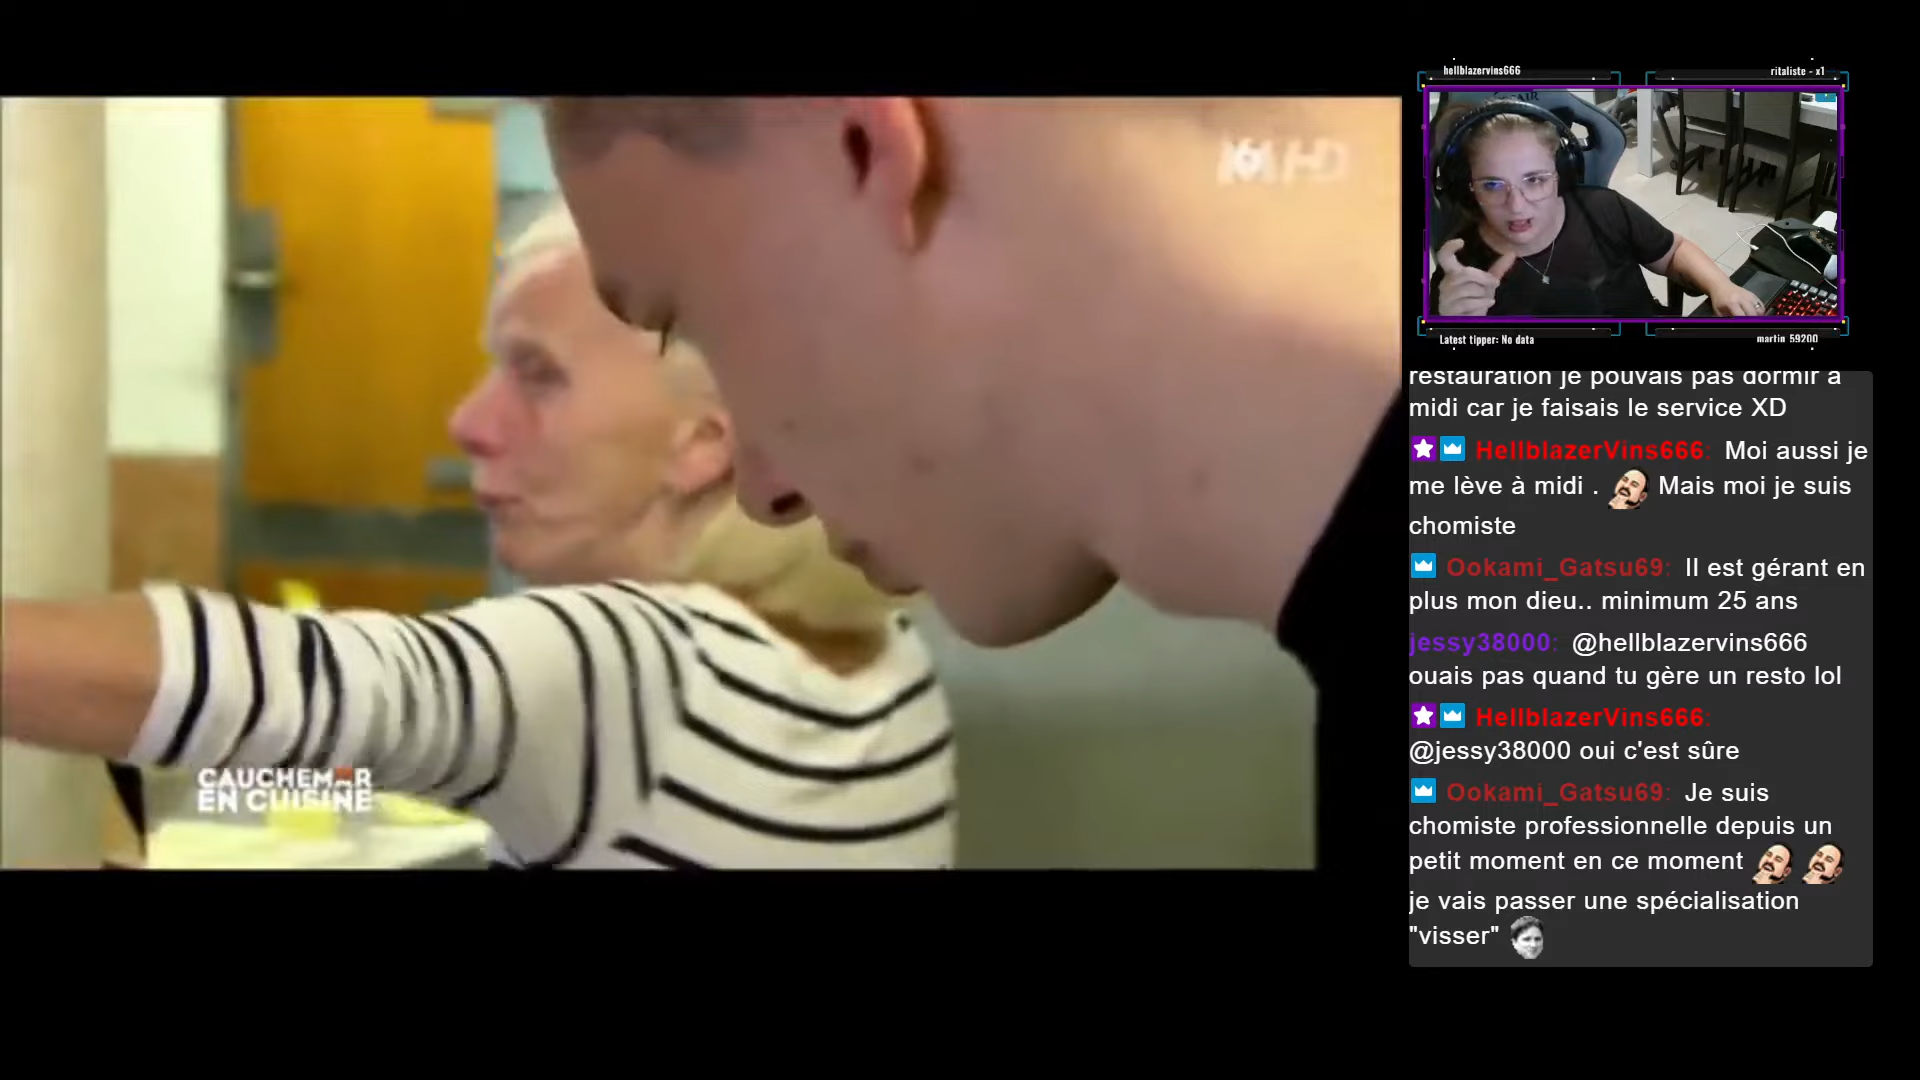 M6 HD
CAUCHEMAR
EN CUISINE
hellblazervins666
ritaliste - x1
Latest tipper: No data
martin_59200
restauration je pouvais pas dormir à
midi car je faisais le service XD
HellblazerVins666: Moi aussi je
me lève à midi . Mais moi je suis
chomiste
Ookami_Gatsu69: Il est gérant en
plus mon dieu.. minimum 25 ans
jessy38000: @hellblazervins666
ouais pas quand tu gère un resto lol
HellblazerVins666:
@jessy38000 oui c'est sûre
Ookami_Gatsu69: Je suis
chomiste professionnelle depuis un
petit moment en ce moment
je vais passer une spécialisation
"visser"